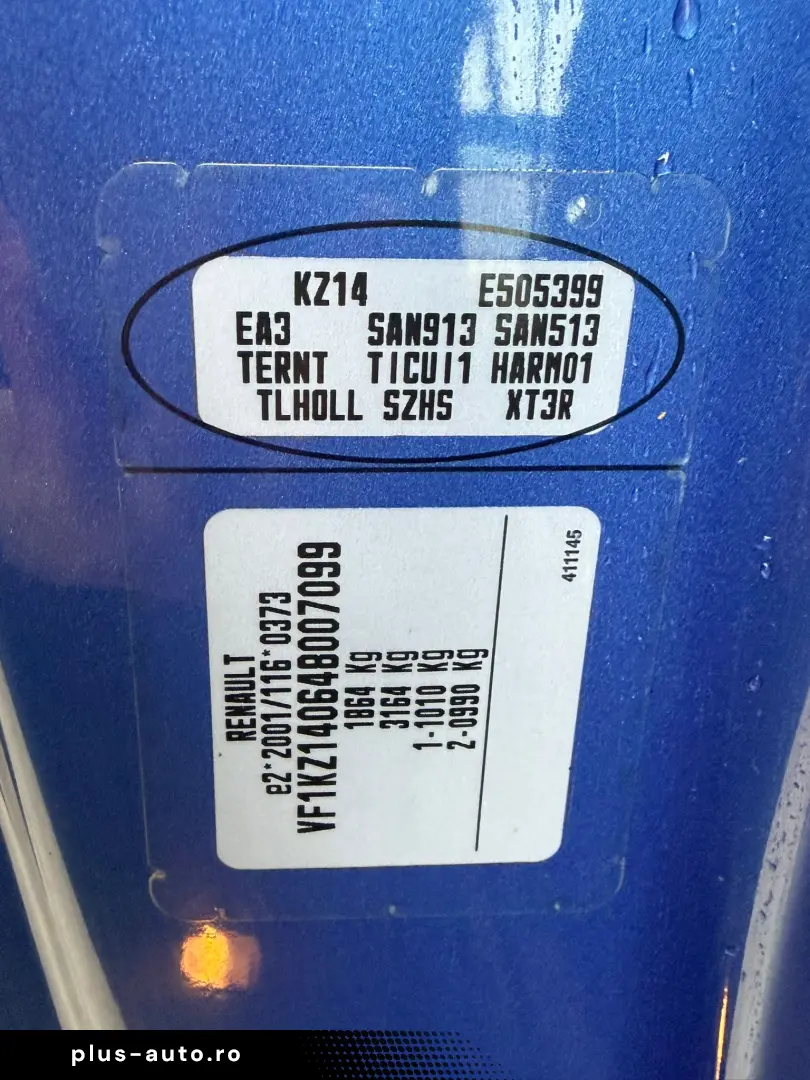 KZ14 E505399
EA3 SAN913 SAN513
TERNT TICUI1 HARM01
TLHOLL SZHS XT3R
RENAULT
e2*2001/116*0373
VF1KZ140648007099
1864 Kg
3164 Kg
1-1010 Kg
2-0990 Kg
411145
plus-auto.ro